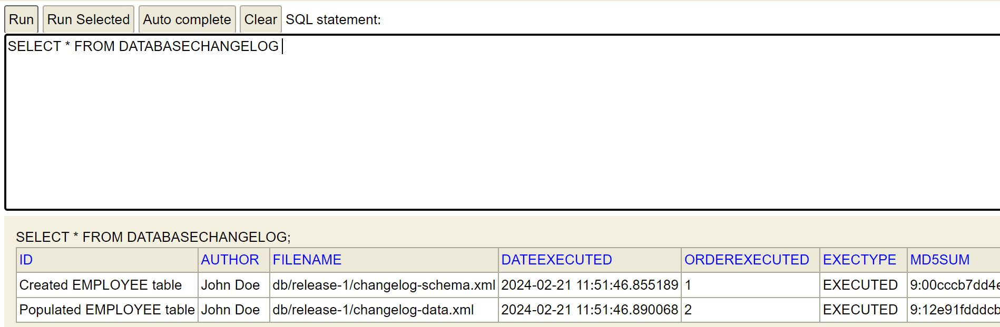 Run Run Selected Auto complete Clear SQL statement:
SELECT * FROM DATABASECHANGELOG
SELECT * FROM DATABASECHANGELOG;
ID AUTHOR FILENAME DATEEXECUTED ORDEREXECUTED EXECTYPE MD5SUM
Created EMPLOYEE table John Doe db/release-1/changelog-schema.xml 2024-02-21 11:51:46.855189 1 EXECUTED 9:00cccb7dd4e
Populated EMPLOYEE table John Doe db/release-1/changelog-data.xml 2024-02-21 11:51:46.890068 2 EXECUTED 9:12e91fdddcb